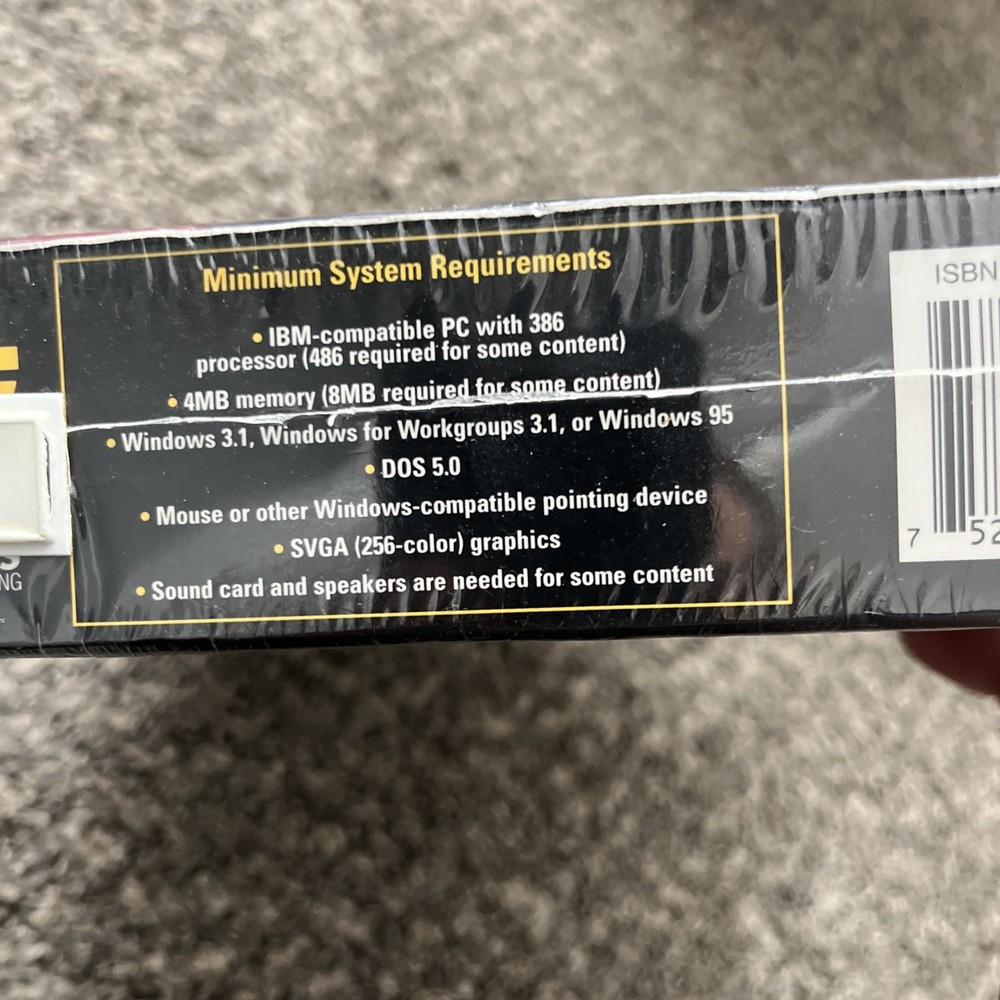 Minimum System Requirements
• IBM-compatible PC with 386
processor (486 required for some content)
• 4MB memory (8MB required for some content)
• Windows 3.1, Windows for Workgroups 3.1, or Windows 95
• DOS 5.0
• Mouse or other Windows-compatible pointing device
• SVGA (256-color) graphics
• Sound card and speakers are needed for some content
ISBN
7 52
NG